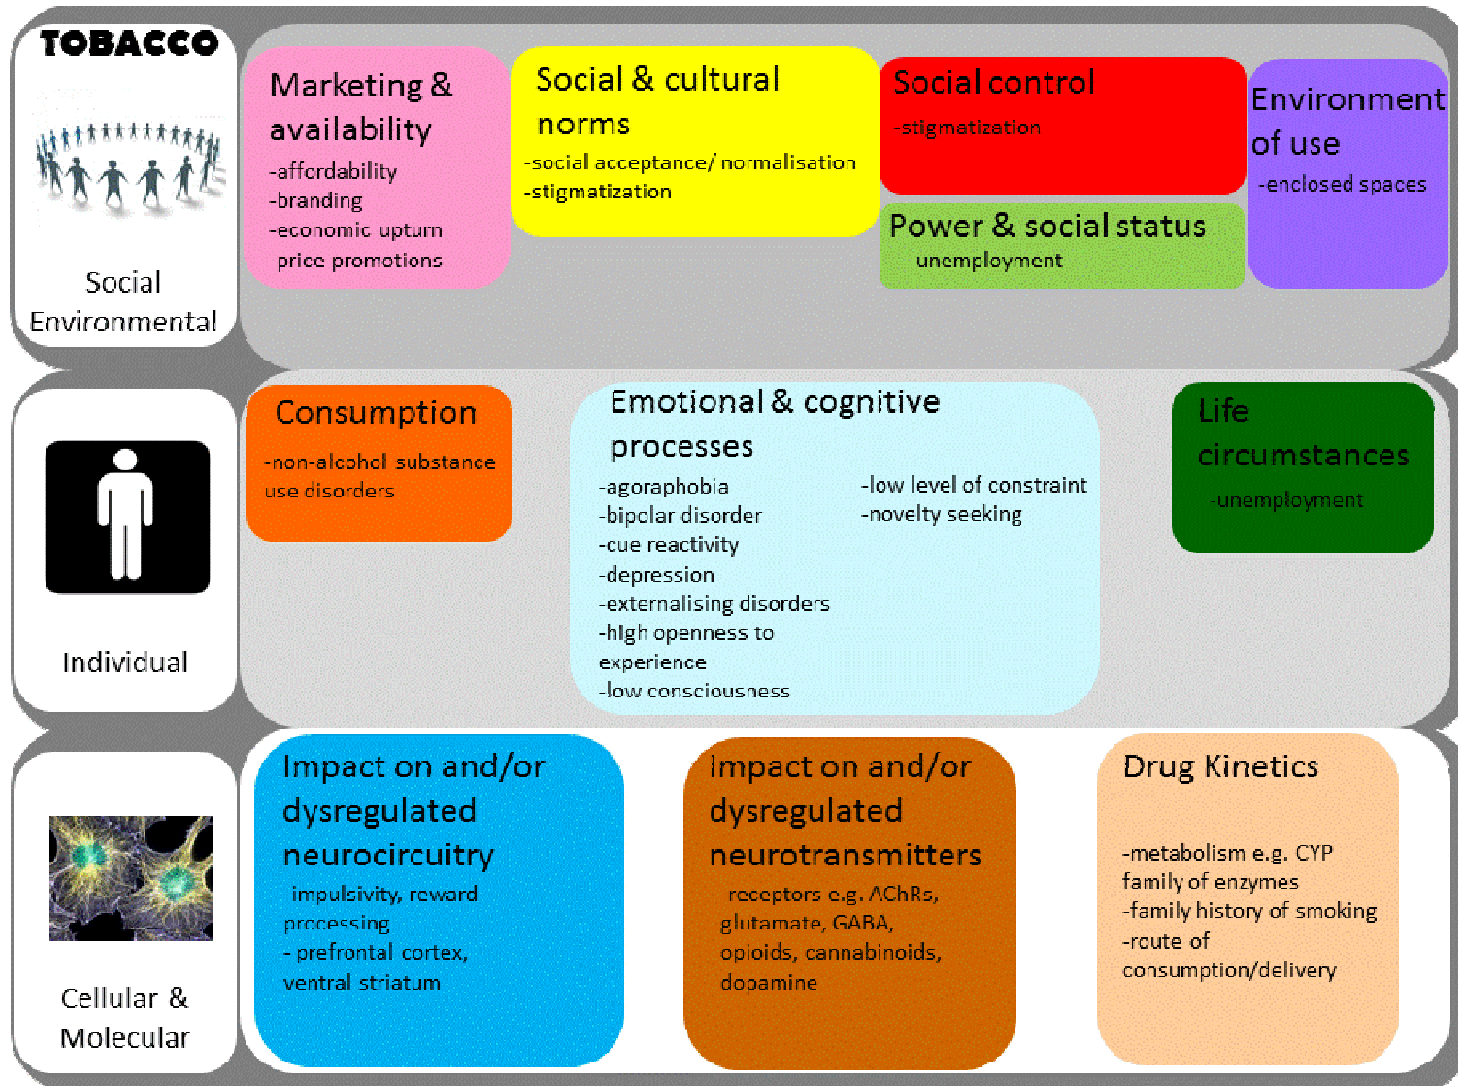 TOBACCO
Social
Environmental
Marketing &
availability
-affordability
-branding
-economic upturn
price promotions
Social & cultural
norms
-social acceptance/ normalisation
-stigmatization
Social control
-stigmatization
Power & social status
unemployment
Environment
of use
-enclosed spaces
Individual
Consumption
-non-alcohol substance
use disorders
Emotional & cognitive
processes
-agoraphobia
-bipolar disorder
-cue reactivity
-depression
-externalising disorders
-high openness to
experience
-low consciousness
-low level of constraint
-novelty seeking
Life
circumstances
-unemployment
Cellular &
Molecular
Impact on and/or
dysregulated
neurocircuitry
impulsivity, reward
processing
- prefrontal cortex,
ventral striatum
Impact on and/or
dysregulated
neurotransmitters
receptors e.g. AChRs,
glutamate, GABA,
opioids, cannabinoids,
dopamine
Drug Kinetics
-metabolism e.g. CYP
family of enzymes
-family history of smoking
-route of
consumption/delivery